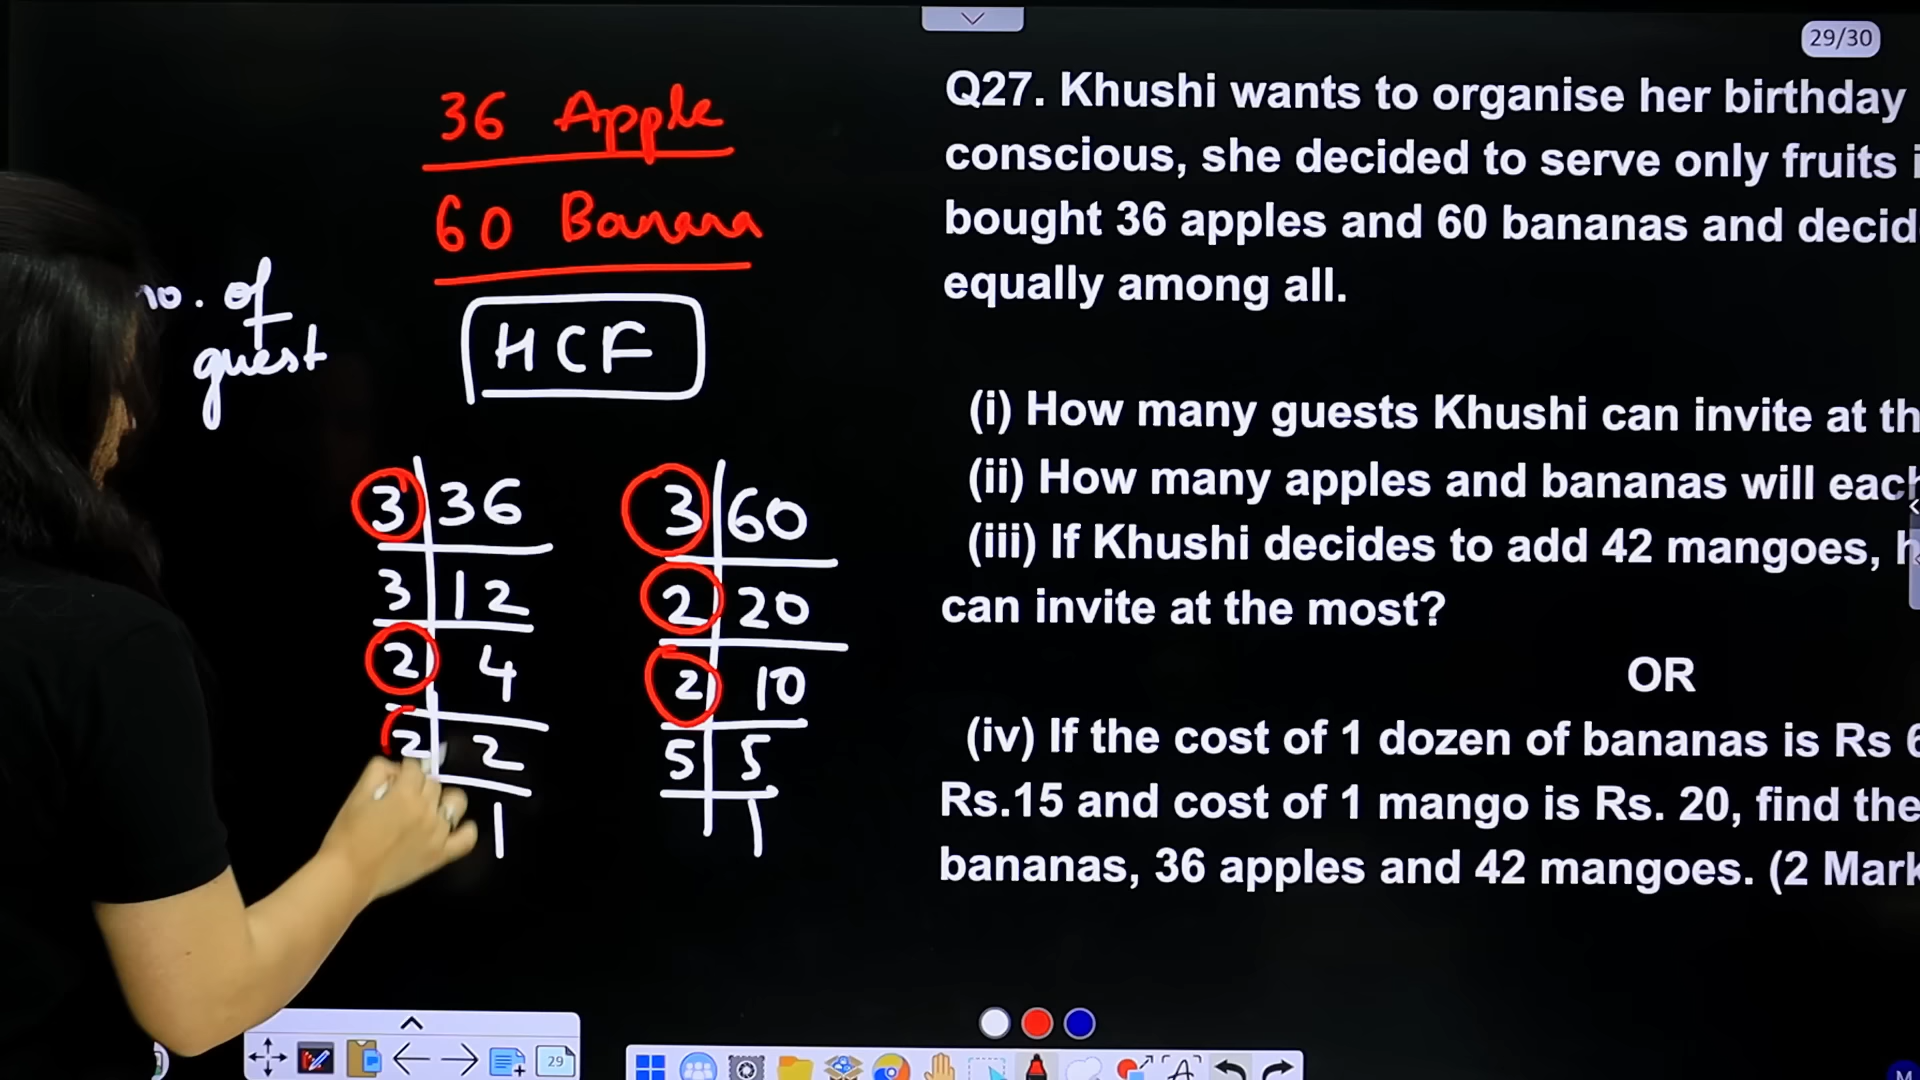 29/30
36 Apple
60 Banana
no. of
guest
HCF
3 36
3 12
2 4
2 2
1
3 60
2 20
2 10
5 5
1
Q27. Khushi wants to organise her birthday
conscious, she decided to serve only fruits i
bought 36 apples and 60 bananas and decid
equally among all.
(i) How many guests Khushi can invite at th
(ii) How many apples and bananas will each
(iii) If Khushi decides to add 42 mangoes, h
can invite at the most?
OR
(iv) If the cost of 1 dozen of bananas is Rs 6
Rs.15 and cost of 1 mango is Rs. 20, find the
bananas, 36 apples and 42 mangoes. (2 Mark
29